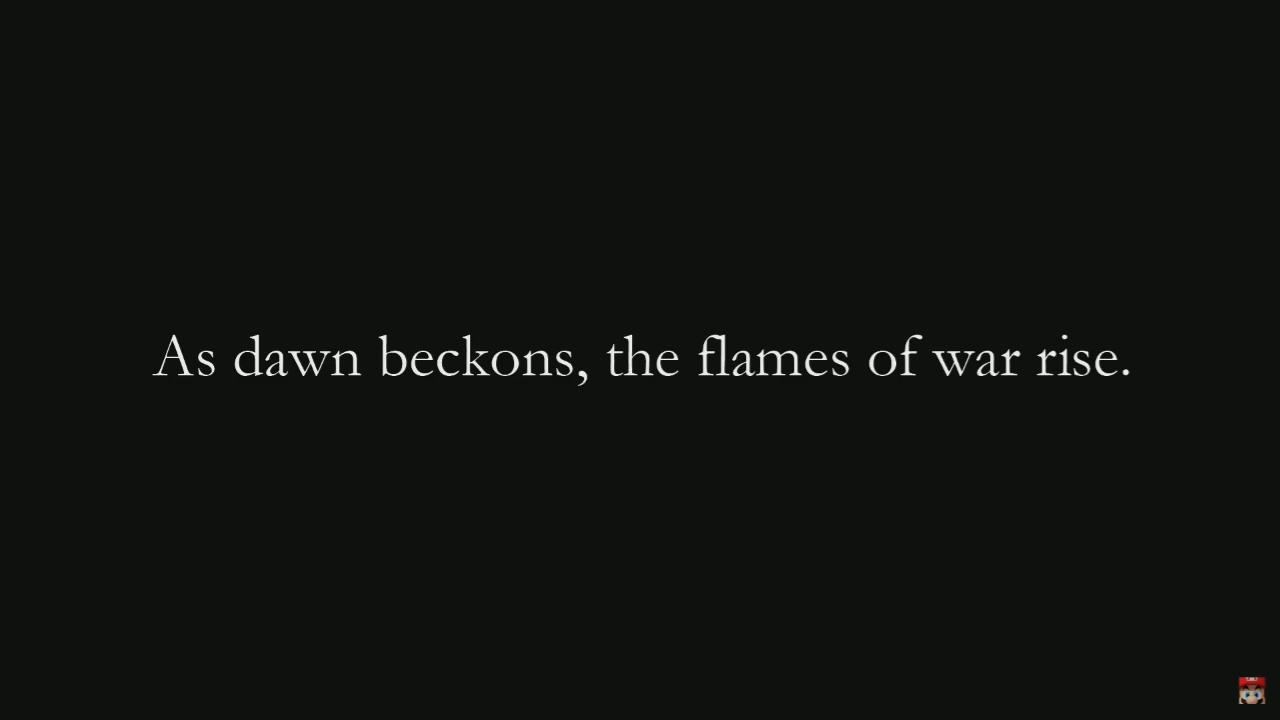 As dawn beckons, the flames of war rise.